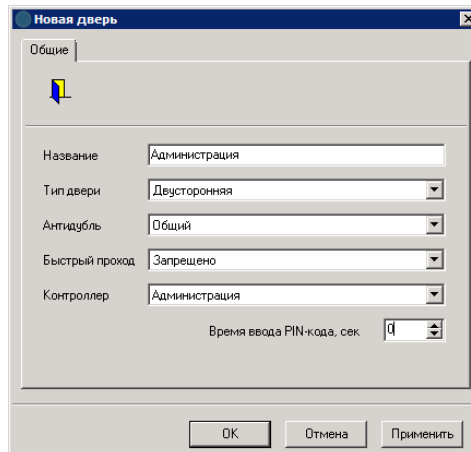 Новая дверь
Общие
Название Администрация
Тип двери Двусторонняя
Антидубль Общий
Быстрый проход Запрещено
Контроллер Администрация
Время ввода PIN-кода, сек 0
OK Отмена Применить